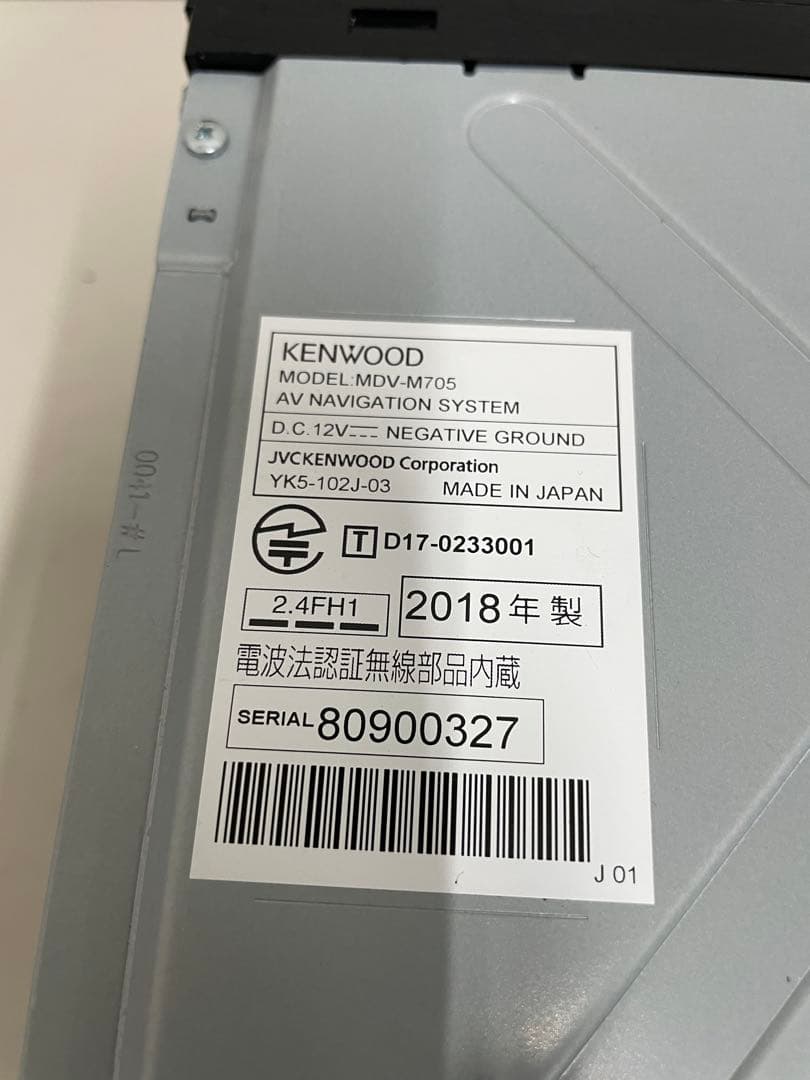 KENWOOD
MODEL:MDV-M705
AV NAVIGATION SYSTEM
D.C.12V⎓ NEGATIVE GROUND
JVCKENWOOD Corporation
YK5-102J-03 MADE IN JAPAN
T D17-0233001
2.4FH1
2018年製
電波法認証無線部品内蔵
SERIAL 80900327
J 01